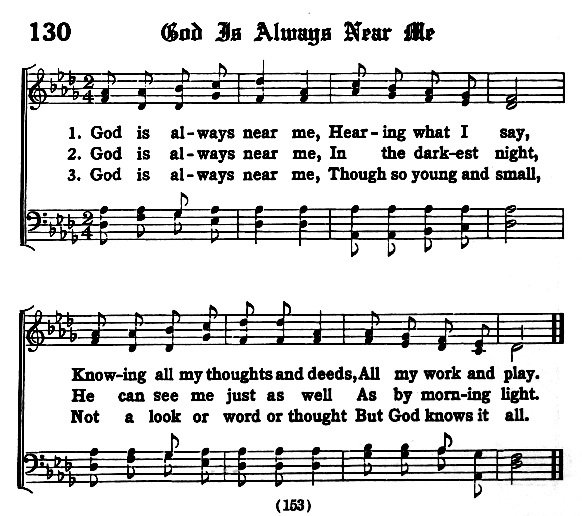 130 God Is Always Near Me
1. God is al-ways near me, Hear-ing what I say,
2. God is al-ways near me, In the dark-est night,
3. God is al-ways near me, Though so young and small,
Know-ing all my thoughts and deeds, All my work and play.
He can see me just as well As by morn-ing light.
Not a look or word or thought But God knows it all.
(153)